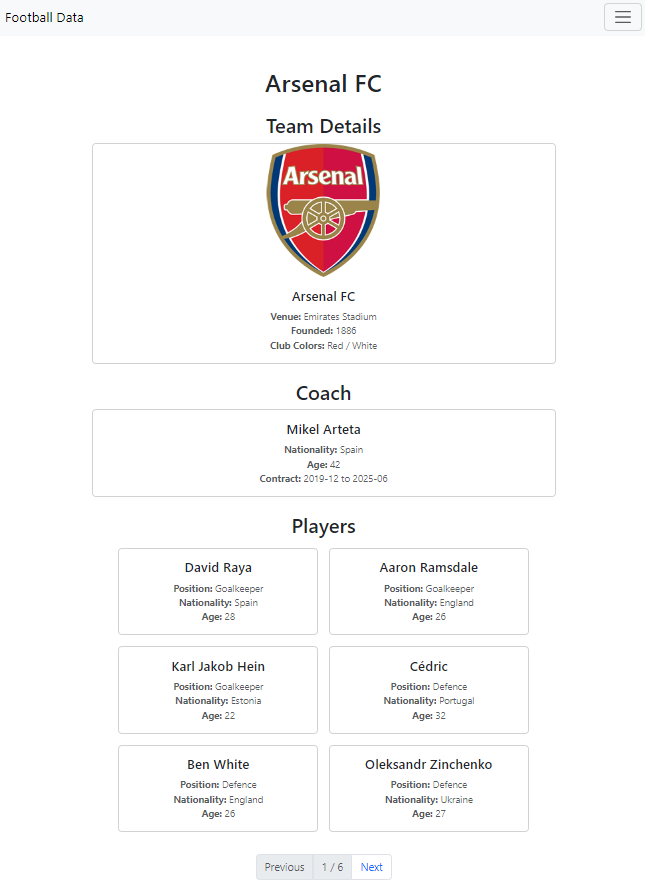 Football Data
Arsenal FC
Team Details
Arsenal
Arsenal FC
Venue: Emirates Stadium
Founded: 1886
Club Colors: Red / White
Coach
Mikel Arteta
Nationality: Spain
Age: 42
Contract: 2019-12 to 2025-06
Players
David Raya
Position: Goalkeeper
Nationality: Spain
Age: 28
Aaron Ramsdale
Position: Goalkeeper
Nationality: England
Age: 26
Karl Jakob Hein
Position: Goalkeeper
Nationality: Estonia
Age: 22
Cédric
Position: Defence
Nationality: Portugal
Age: 32
Ben White
Position: Defence
Nationality: England
Age: 26
Oleksandr Zinchenko
Position: Defence
Nationality: Ukraine
Age: 27
Previous 1 / 6 Next